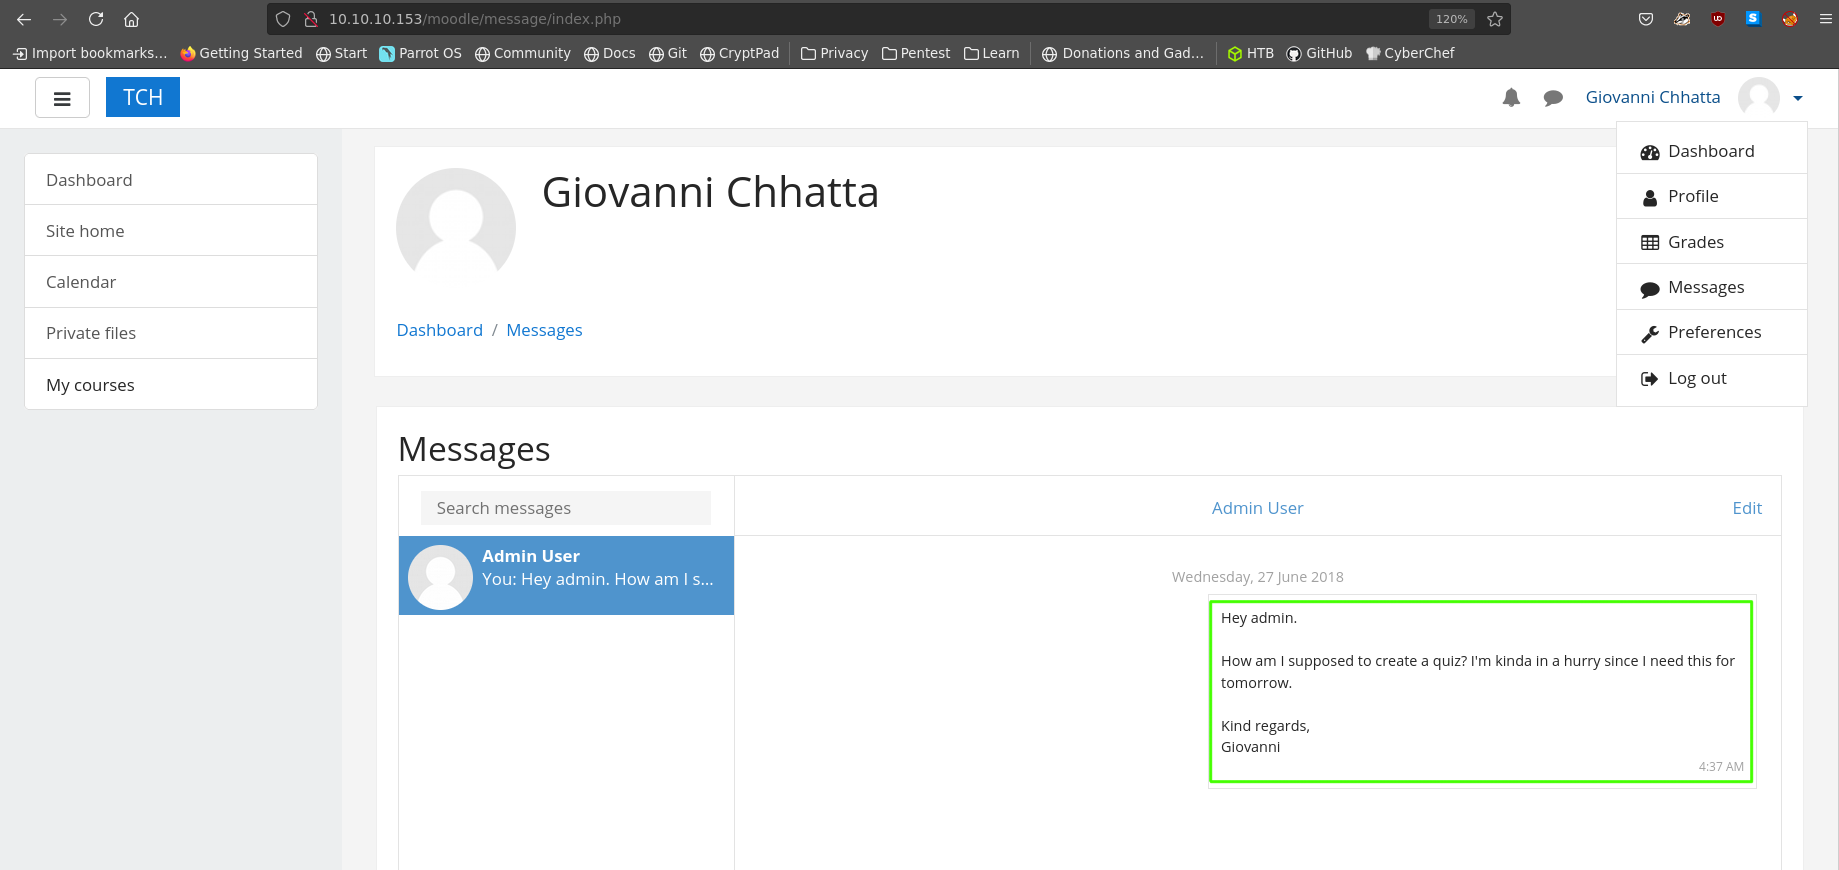 10.10.10.153/moodle/message/index.php
120%
Import bookmarks...
Getting Started
Start
Parrot OS
Community
Docs
Git
CryptPad
Privacy
Pentest
Learn
Donations and Gad...
HTB
GitHub
CyberChef
TCH
Giovanni Chhatta
Dashboard
Profile
Grades
Messages
Preferences
Log out
Dashboard
Site home
Calendar
Private files
My courses
Giovanni Chhatta
Dashboard / Messages
Messages
Search messages
Admin User
You: Hey admin. How am I s...
Admin User
Edit
Wednesday, 27 June 2018
Hey admin.
How am I supposed to create a quiz? I'm kinda in a hurry since I need this for
tomorrow.
Kind regards,
Giovanni
4:37 AM